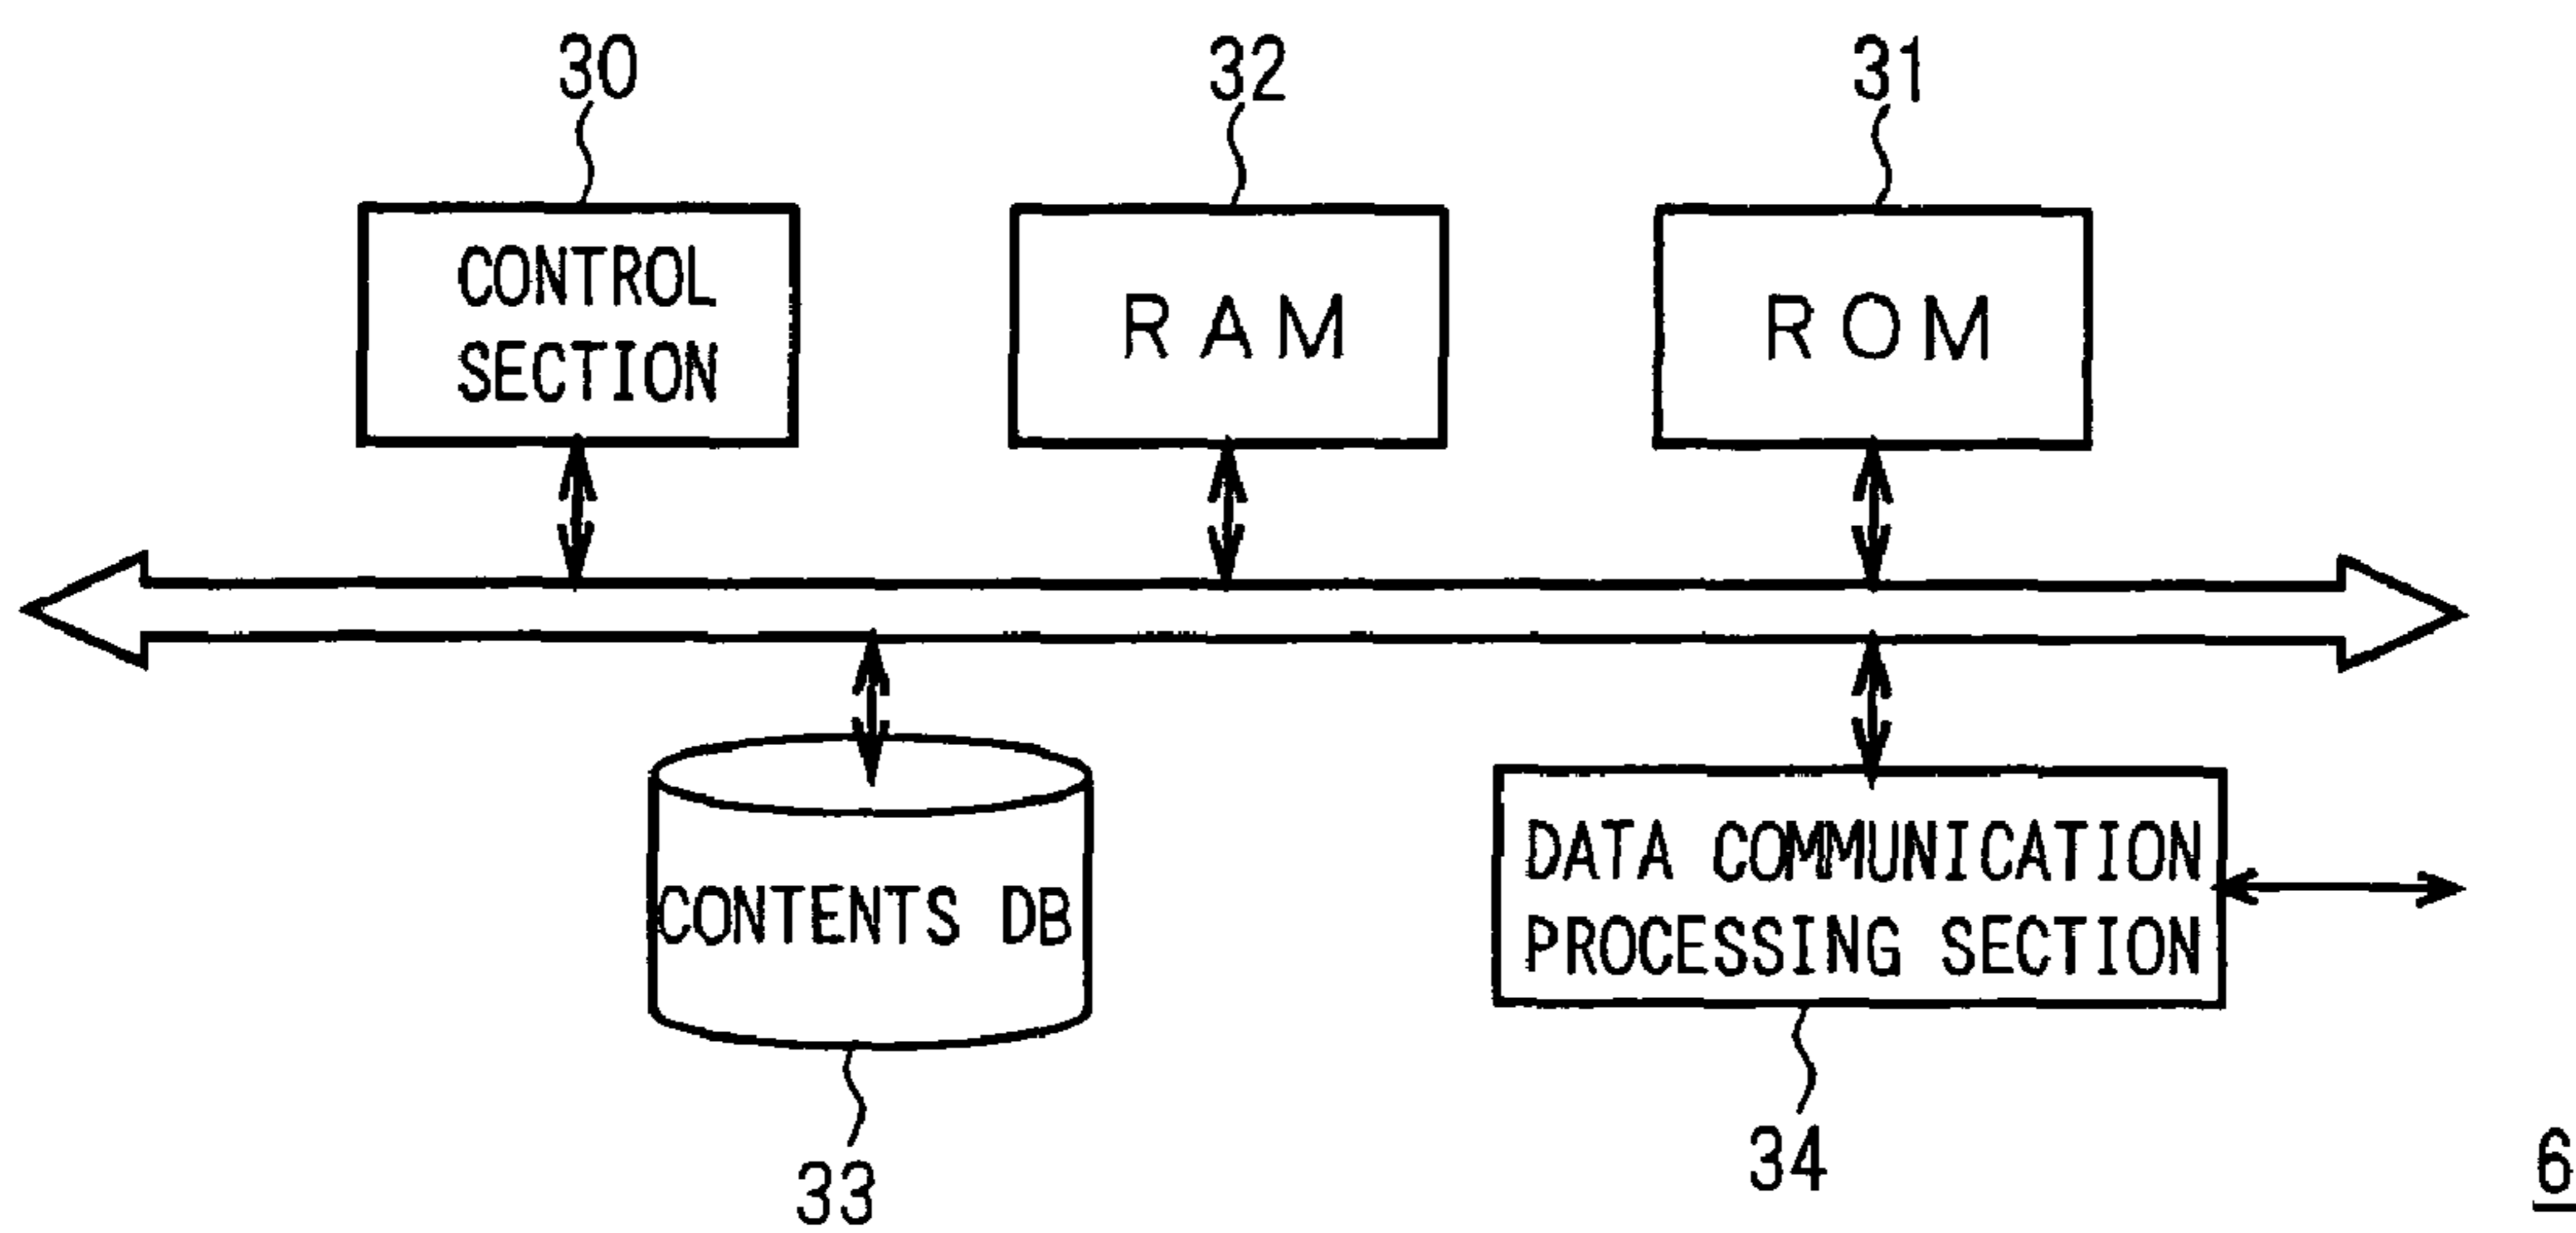 30
32
31
CONTROL
SECTION
RAM
ROM
CONTENTS DB
DATA COMMUNICATION
PROCESSING SECTION
33
34
6